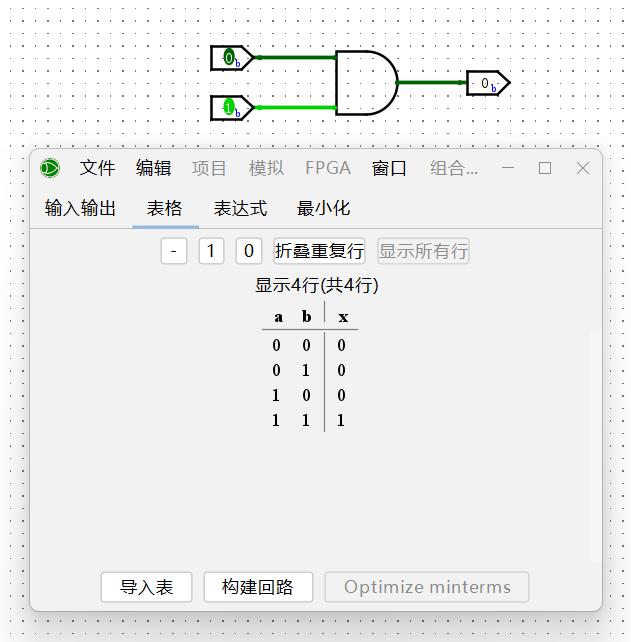 0 b
0 b
1 b
文件 编辑 项目 模拟 FPGA 窗口 组合...
输入输出 表格 表达式 最小化
- 1 0 折叠重复行 显示所有行
显示4行(共4行)
a b x
0 0 0
0 1 0
1 0 0
1 1 1
导入表 构建回路 Optimize minterms